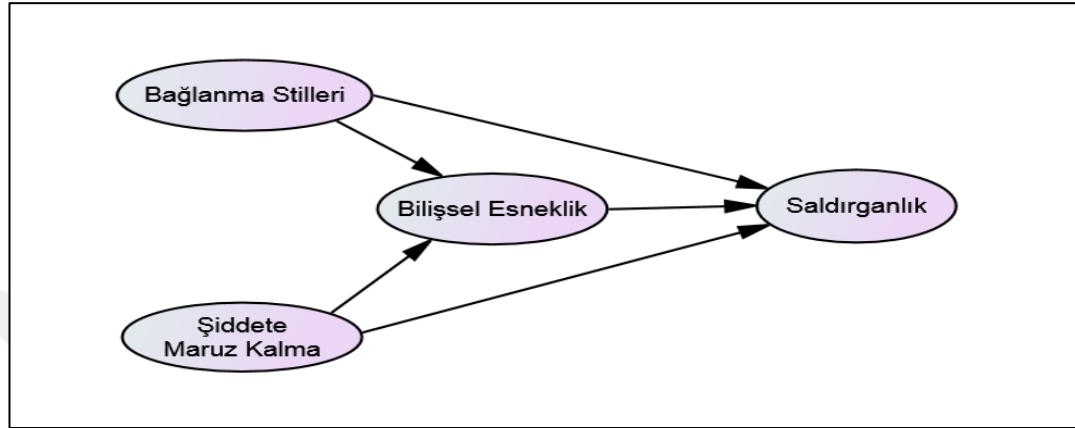 Bağlanma Stilleri
Bilişsel Esneklik
Saldırganlık
Şiddete
Maruz Kalma